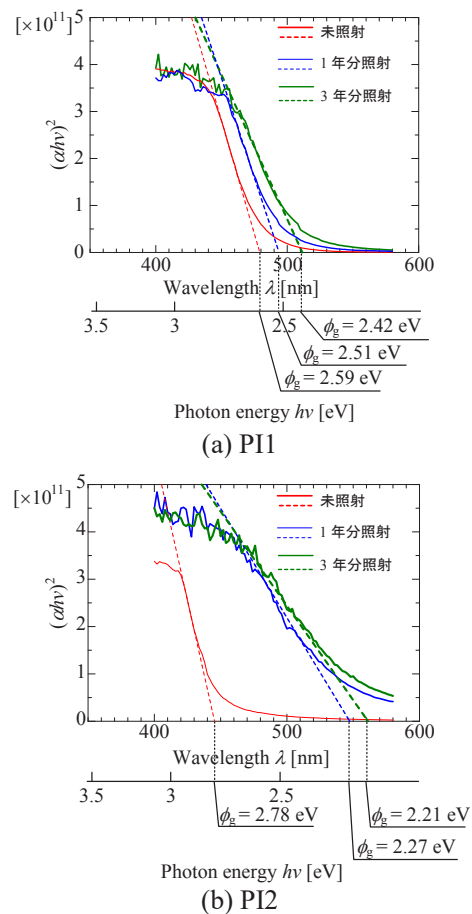 [×10¹¹]
5
4
3
2
1
0
(αhν)²
未照射
1 年分照射
3 年分照射
400
500
600
Wavelength λ [nm]
3.5
3
2.5
ϕg = 2.42 eV
ϕg = 2.51 eV
ϕg = 2.59 eV
Photon energy hν [eV]
(a) PI1
[×10¹¹]
5
4
3
2
1
0
(αhν)²
未照射
1 年分照射
3 年分照射
400
500
600
Wavelength λ [nm]
3.5
3
2.5
ϕg = 2.78 eV
ϕg = 2.21 eV
ϕg = 2.27 eV
Photon energy hν [eV]
(b) PI2